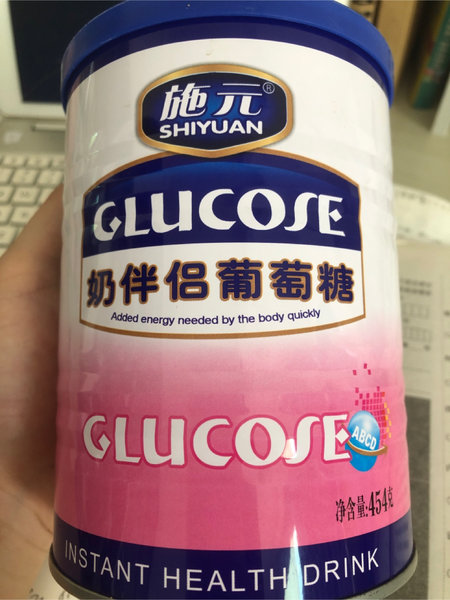 施元®
SHIYUAN
GLUCOSE
奶伴侣葡萄糖
Added energy needed by the body quickly
GLUCOSE
ABCD
净含量:454克
INSTANT HEALTH DRINK